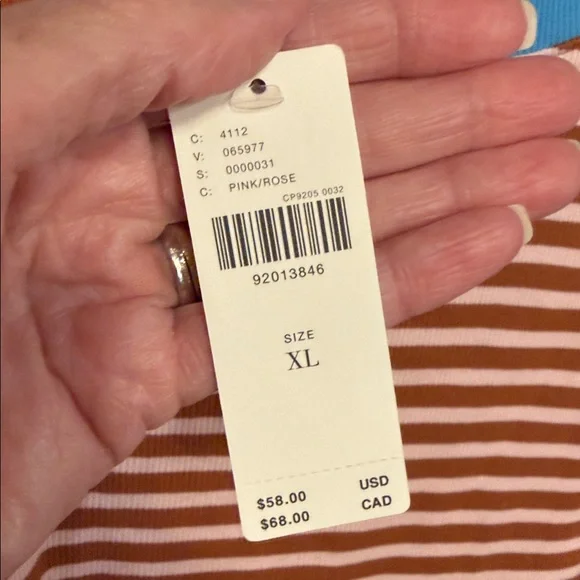 C: 4112
V: 065977
S: 0000031
C: PINK/ROSE
CP9205 0032
92013846
SIZE
XL
$58.00 USD
$68.00 CAD